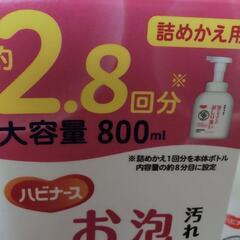 詰めかえ用
約
2.8回分※
大容量 800ml
※詰めかえ1回分を本体ボトル
内容量の約8分目に設定
ハビナース
汚れ
お泡